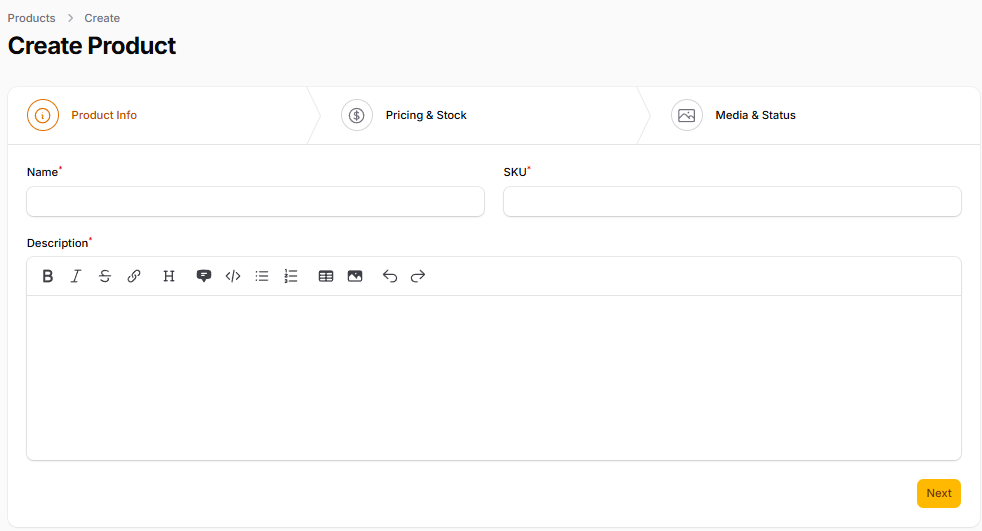 Products > Create
Create Product
Product Info
Pricing & Stock
Media & Status
Name*
SKU*
Description*
Next